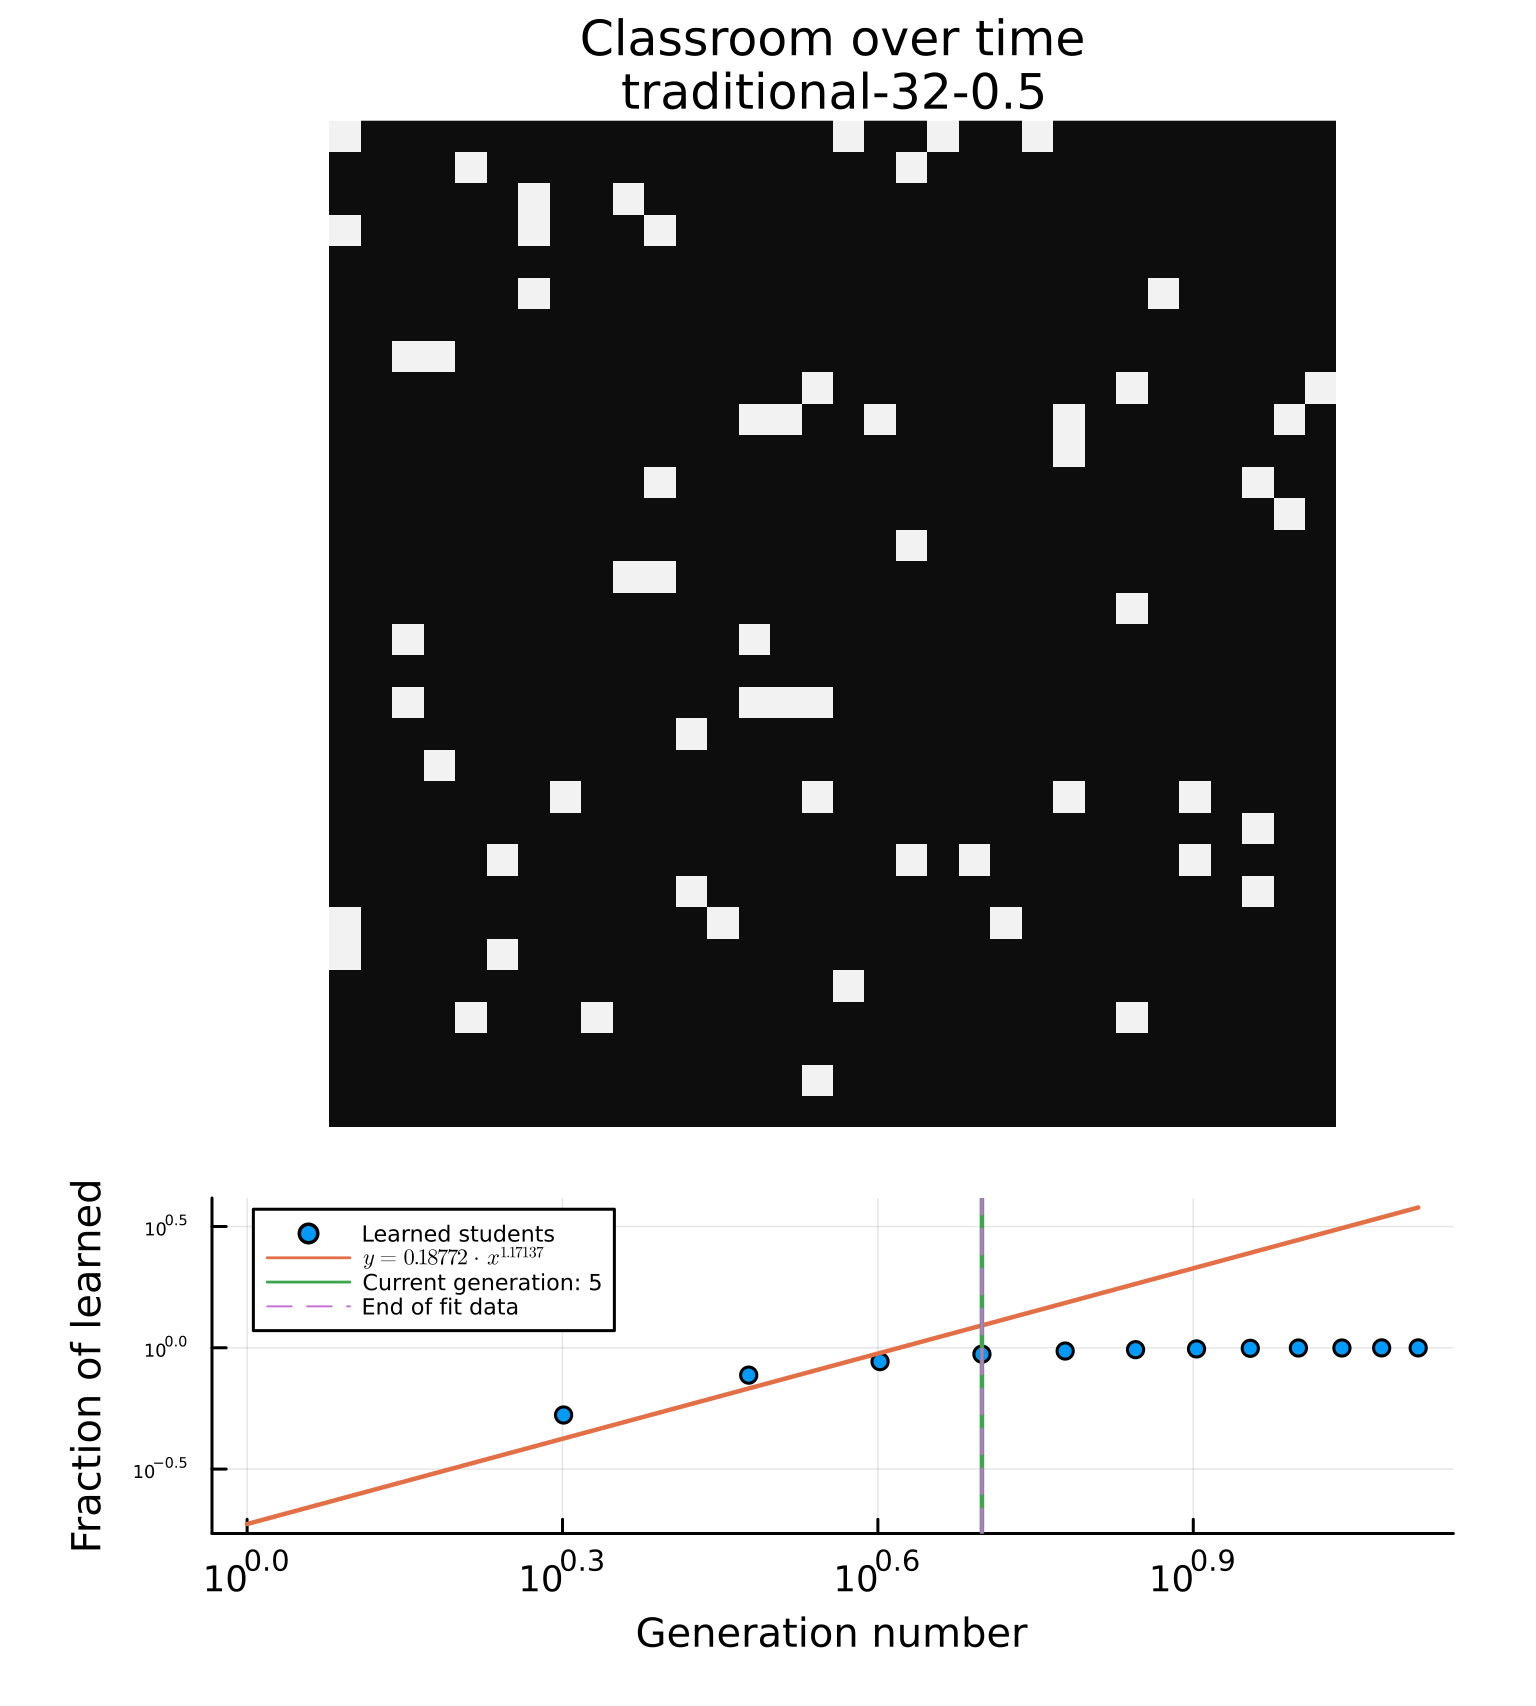 Classroom over time
traditional-32-0.5
Fraction of learned
10^0.5
10^0.0
10^−0.5
Learned students
y = 0.18772 · x^1.17137
Current generation: 5
End of fit data
10^0.0 10^0.3 10^0.6 10^0.9
Generation number